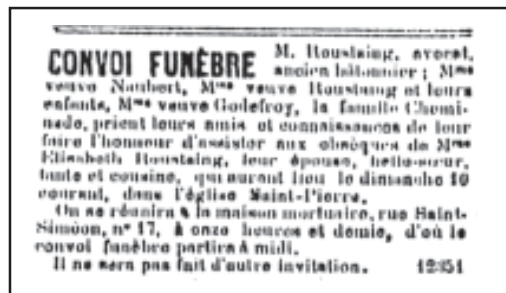 CONVOI FUNÈBRE M. Roustaing, avocat,
ancien bâtonnier; Mme
veuve Naubert, Mme veuve Roustaing et leurs
enfants, Mme veuve Godefroy, la famille Chemi-
nade, prient leurs amis et connaissances de leur
faire l'honneur d'assister aux obsèques de Mme
Elisabeth Roustaing, leur épouse, belle-sœur,
tante et cousine, qui auront lieu le dimanche 10
courant, dans l'église Saint-Pierre.
On se réunira à la maison mortuaire, rue Saint-
Siméon, n° 17, à onze heures et demie, d'où le
convoi funèbre partira à midi.
Il ne sera pas fait d'autre invitation. 12351